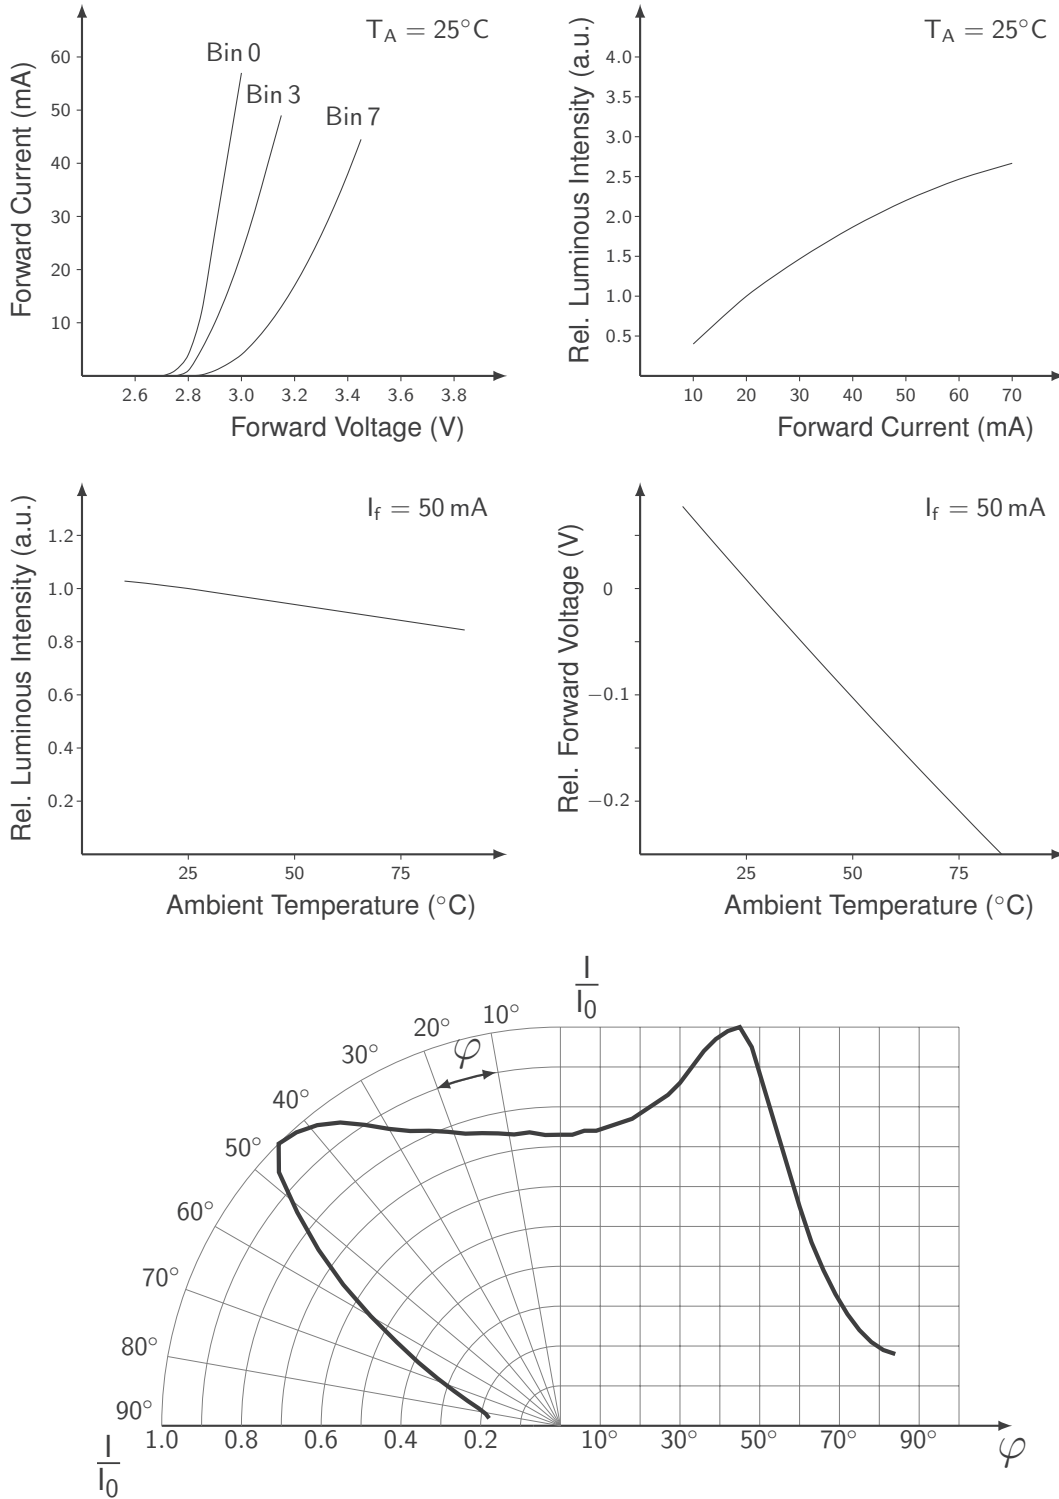 T_A = 25°C
Forward Current (mA)
60
50
40
30
20
10
Bin 0
Bin 3
Bin 7
2.6 2.8 3.0 3.2 3.4 3.6 3.8
Forward Voltage (V)
T_A = 25°C
Rel. Luminous Intensity (a.u.)
4.0
3.5
3.0
2.5
2.0
1.5
1.0
0.5
10 20 30 40 50 60 70
Forward Current (mA)
I_f = 50 mA
Rel. Luminous Intensity (a.u.)
1.2
1.0
0.8
0.6
0.4
0.2
25 50 75
Ambient Temperature (°C)
I_f = 50 mA
Rel. Forward Voltage (V)
0
−0.1
−0.2
25 50 75
Ambient Temperature (°C)
I/I_0
10°
20°
φ
30°
40°
50°
60°
70°
80°
90°
1.0 0.8 0.6 0.4 0.2 10° 30° 50° 70° 90° φ
I/I_0